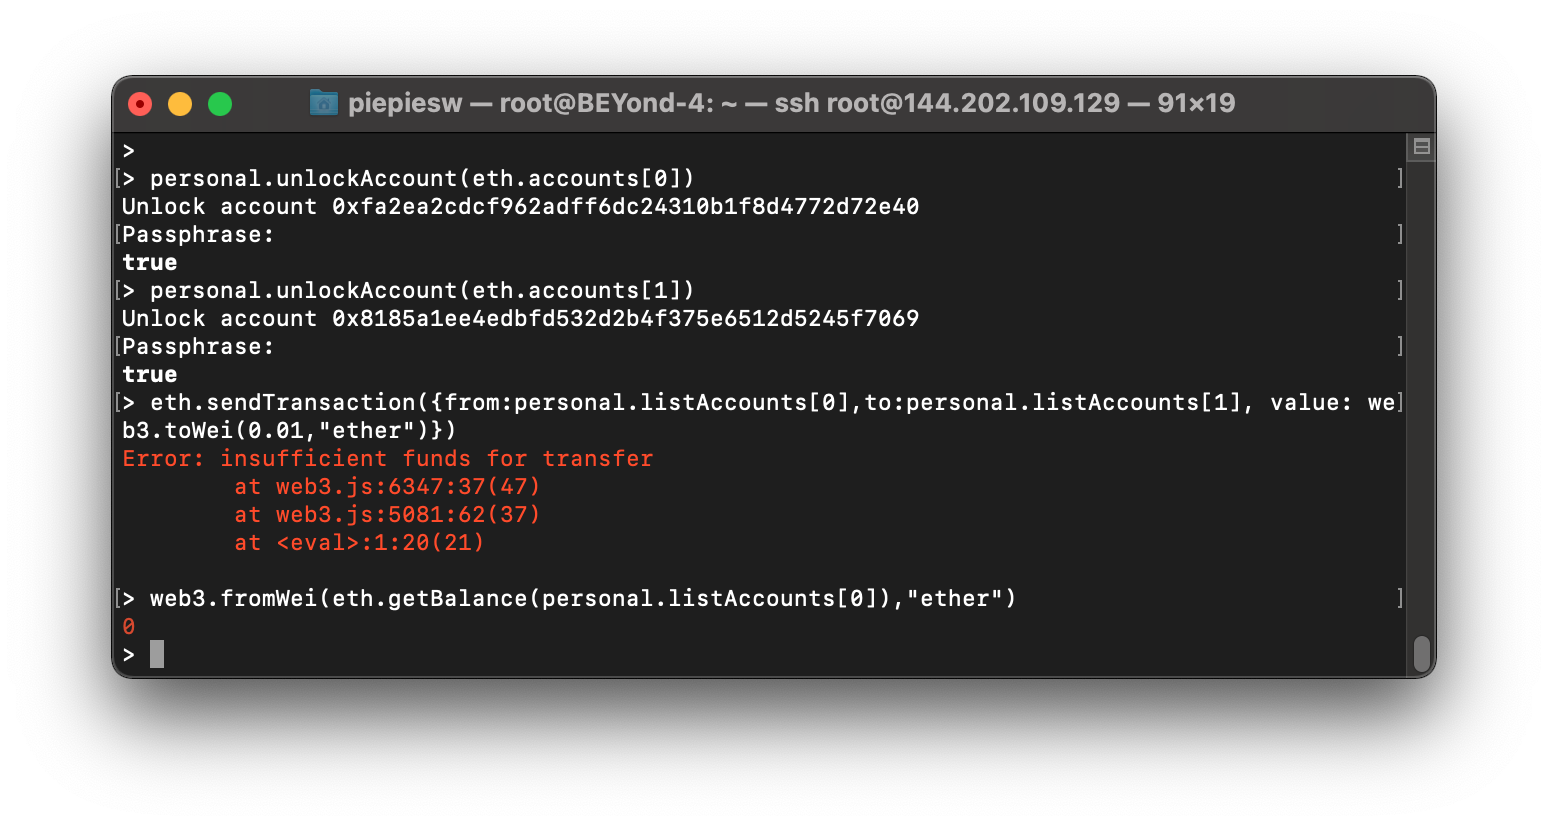 piepiesw — root@BEYond-4: ~ — ssh root@144.202.109.129 — 91×19
>
[> personal.unlockAccount(eth.accounts[0]) ]
Unlock account 0xfa2ea2cdcf962adff6dc24310b1f8d4772d72e40
[Passphrase: ]
true
[> personal.unlockAccount(eth.accounts[1]) ]
Unlock account 0x8185a1ee4edbfd532d2b4f375e6512d5245f7069
[Passphrase: ]
true
[> eth.sendTransaction({from:personal.listAccounts[0],to:personal.listAccounts[1], value: we]
b3.toWei(0.01,"ether")})
Error: insufficient funds for transfer
at web3.js:6347:37(47)
at web3.js:5081:62(37)
at <eval>:1:20(21)
[> web3.fromWei(eth.getBalance(personal.listAccounts[0]),"ether") ]
0
>